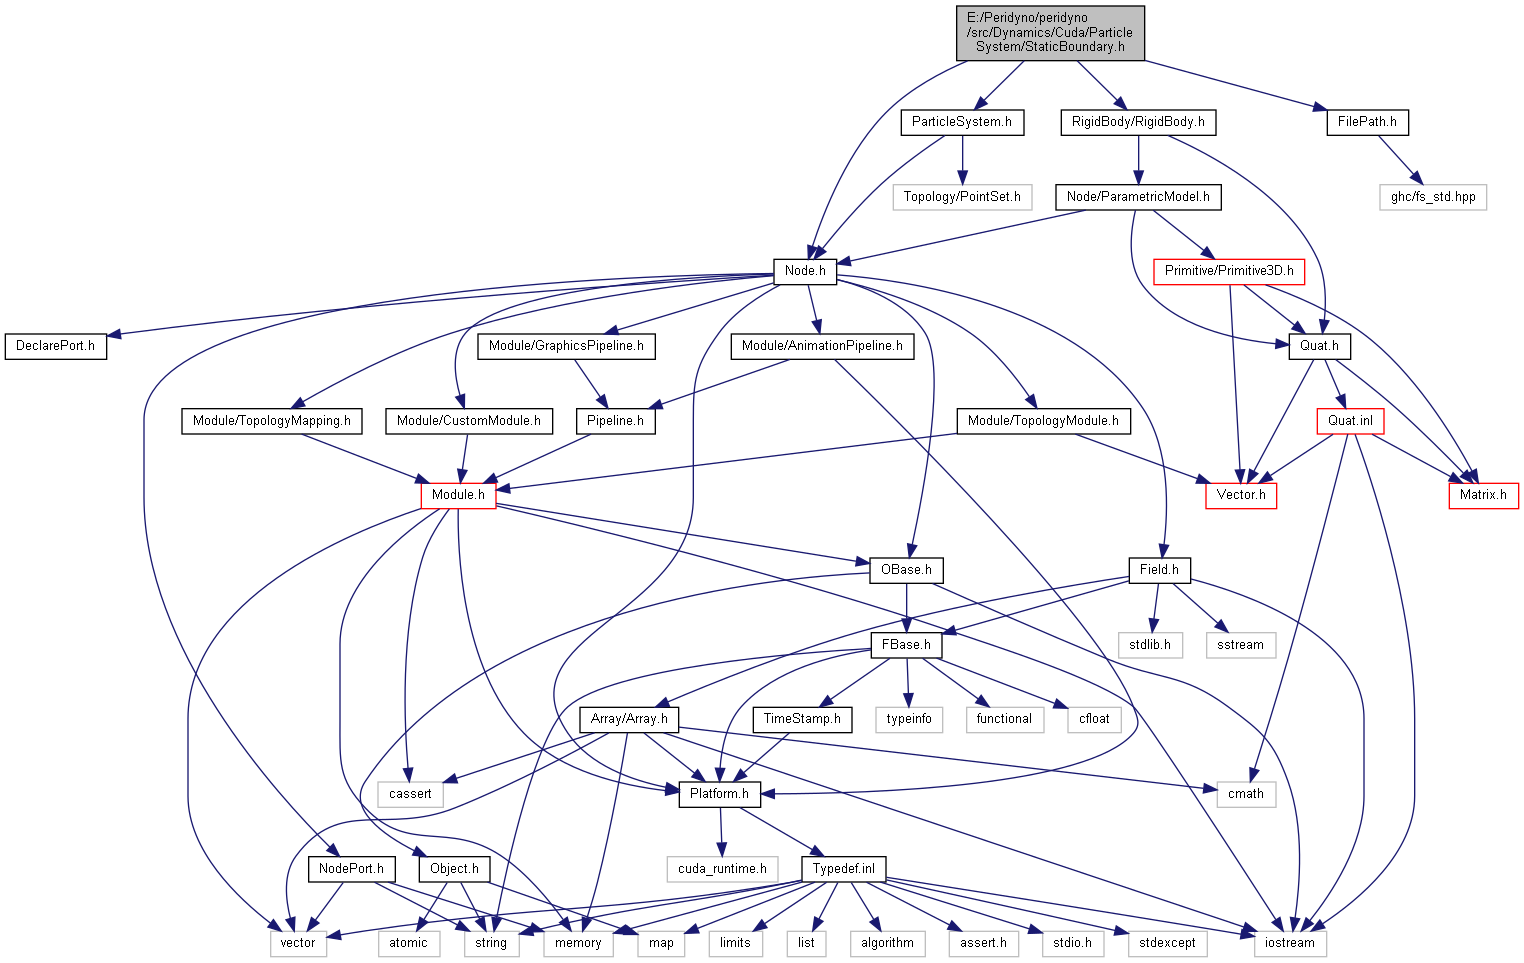 E:/Peridyno/peridyno
/src/Dynamics/Cuda/Particle
System/StaticBoundary.h
ParticleSystem.h
RigidBody/RigidBody.h
FilePath.h
Topology/PointSet.h
Node/ParametricModel.h
ghc/fs_std.hpp
Node.h
Primitive/Primitive3D.h
DeclarePort.h
Module/GraphicsPipeline.h
Module/AnimationPipeline.h
Quat.h
Module/TopologyMapping.h
Module/CustomModule.h
Pipeline.h
Module/TopologyModule.h
Quat.inl
Module.h
Vector.h
Matrix.h
OBase.h
Field.h
FBase.h
stdlib.h
sstream
Array/Array.h
TimeStamp.h
typeinfo
functional
cfloat
cassert
Platform.h
cmath
NodePort.h
Object.h
cuda_runtime.h
Typedef.inl
vector
atomic
string
memory
map
limits
list
algorithm
assert.h
stdio.h
stdexcept
iostream